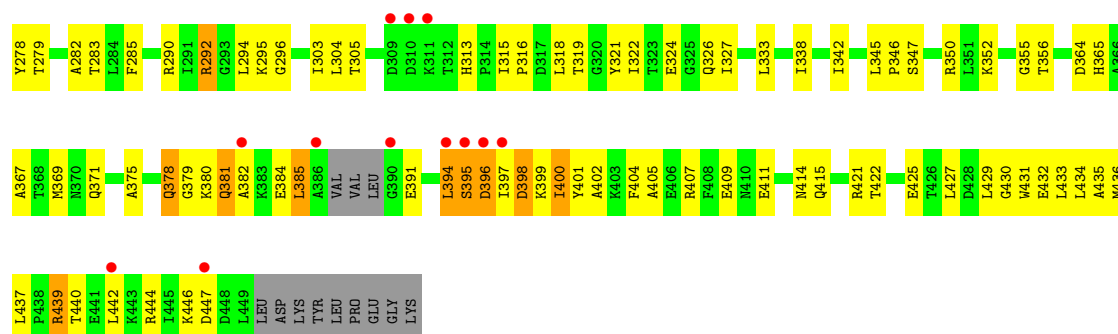 Y278 T279 A282 T283 L284 F285 R290 I291 R292 G293 L294 K295 G296 I303 L304 T305 D309 D310 K311 T312 H313 P314 I315 P316 D317 L318 T319 G320 Y321 I322 T323 E324 G325 Q326 I327 L333 I338 I342 L345 P346 S347 R350 L351 K352 G355 T356 D364 H365 A366
A367 T368 M369 N370 Q371 A375 Q378 G379 K380 Q381 A382 K383 E384 L385 A386 VAL VAL LEU G390 E391 L394 S395 D396 I397 D398 K399 I400 Y401 A402 K403 F404 A405 E406 R407 F408 E409 N410 E411 N414 Q415 R421 T422 E425 T426 L427 D428 L429 G430 W431 E432 L433 L434 A435 M436
L437 P438 R439 T440 E441 L442 K443 R444 I445 K446 D447 D448 L449 LEU ASP LYS TYR LEU PRO GLU GLY LYS